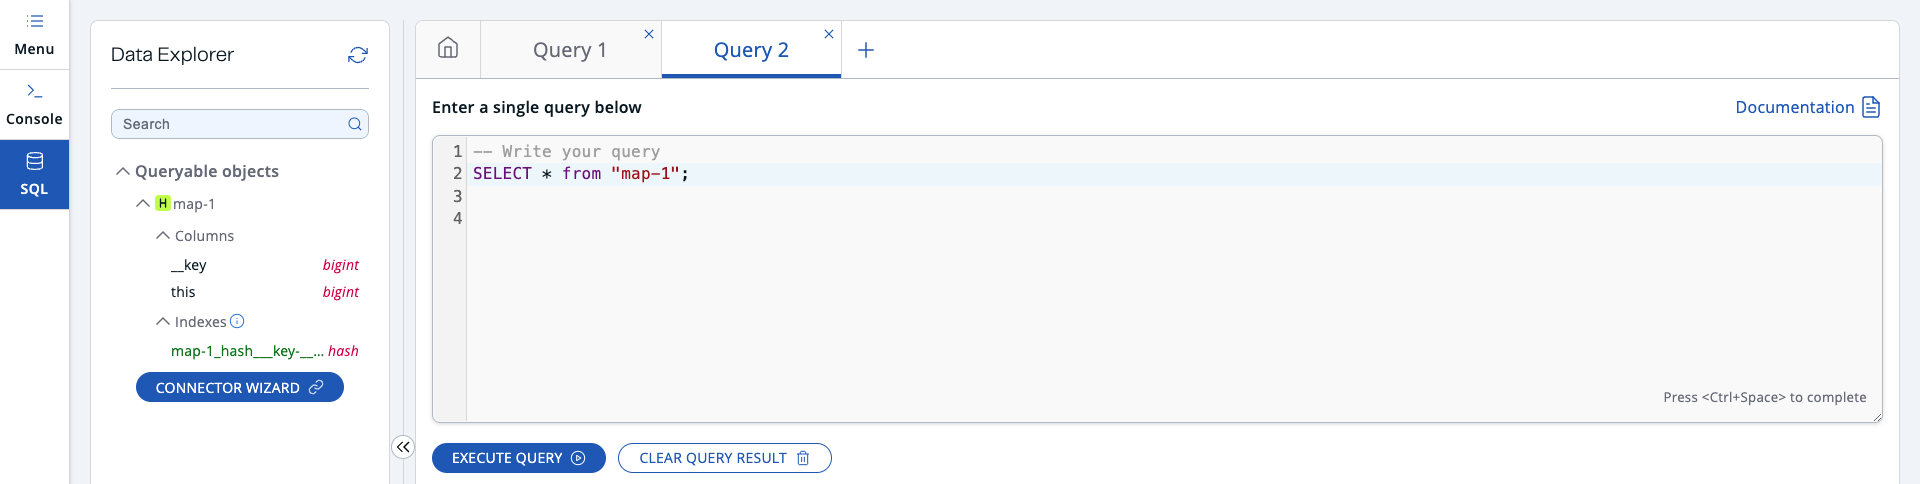 Menu
Console
SQL
Data Explorer
Search
Queryable objects
H map-1
Columns
__key bigint
this bigint
Indexes
map-1_hash___key-__... hash
CONNECTOR WIZARD
Query 1
Query 2
Enter a single query below
Documentation
1 -- Write your query
2 SELECT * from "map-1";
3
4
Press <Ctrl+Space> to complete
EXECUTE QUERY
CLEAR QUERY RESULT